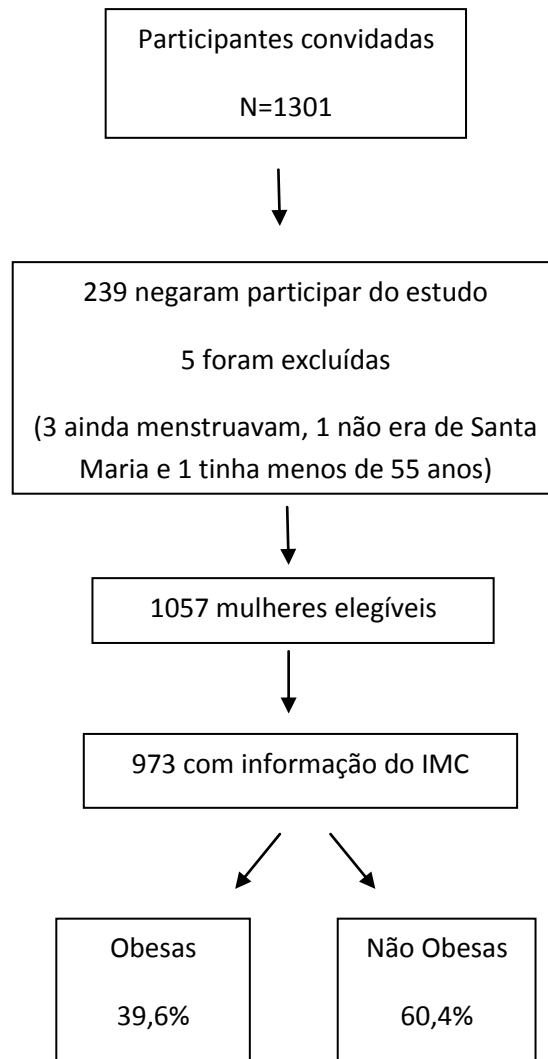 Participantes convidadas
N=1301
239 negaram participar do estudo
5 foram excluídas
(3 ainda menstruavam, 1 não era de Santa
Maria e 1 tinha menos de 55 anos)
1057 mulheres elegíveis
973 com informação do IMC
Obesas
39,6%
Não Obesas
60,4%